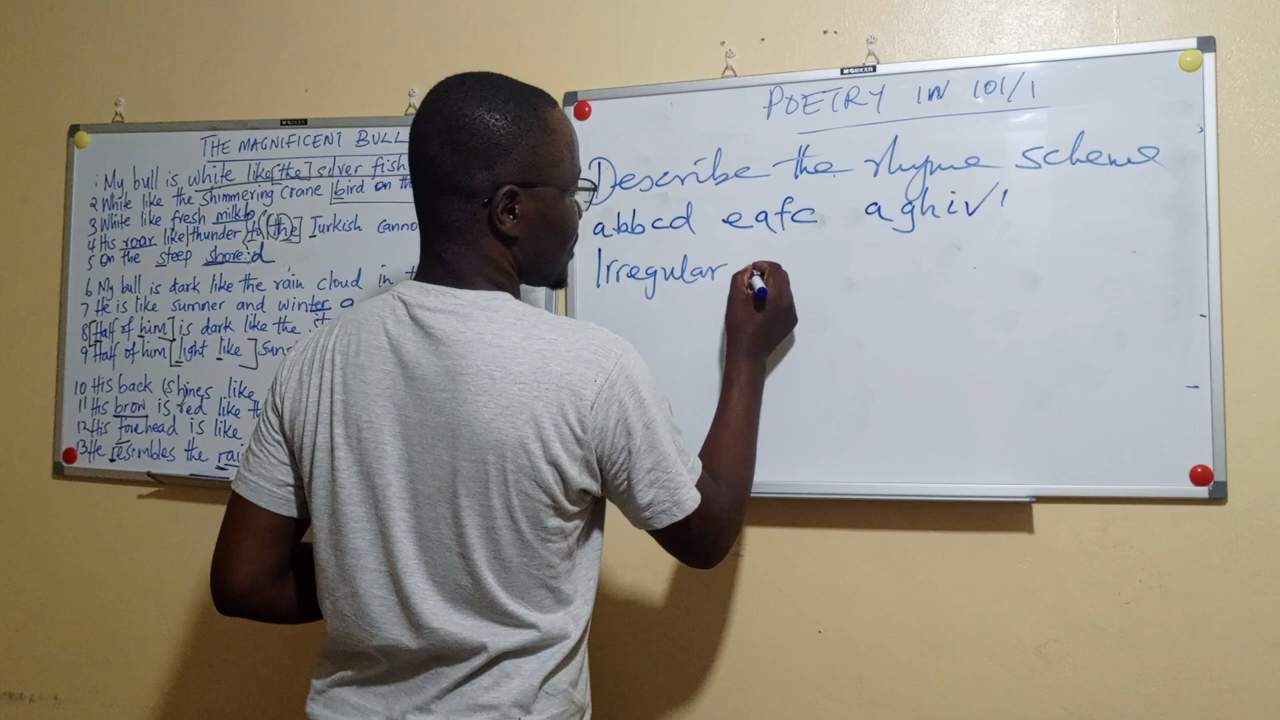 THE MAGNIFICENT BULL
1 My bull is white like [the] silver fish
2 White like the shimmering crane bird on the
3 White like fresh milk
4 His roar like thunder [the] Turkish canno
5 On the steep shore
6 My bull is dark like the rain cloud in
7 He is like summer and winter
8 [Half of him] is dark like the
9 Half of him [light like]
10 His back (shines like
11 His brow is red like
12 His forehead is like
13 He resembles the rai
POETRY IN 101/1
Describe the rhyme scheme
abbcd eafc aghi
Irregular